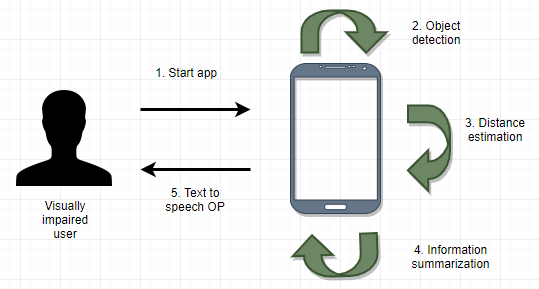 1. Start app
2. Object
detection
3. Distance
estimation
4. Information
summarization
5. Text to
speech OP
Visually
impaired
user